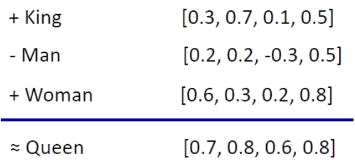 + King [0.3, 0.7, 0.1, 0.5]
- Man [0.2, 0.2, -0.3, 0.5]
+ Woman [0.6, 0.3, 0.2, 0.8]
≈ Queen [0.7, 0.8, 0.6, 0.8]